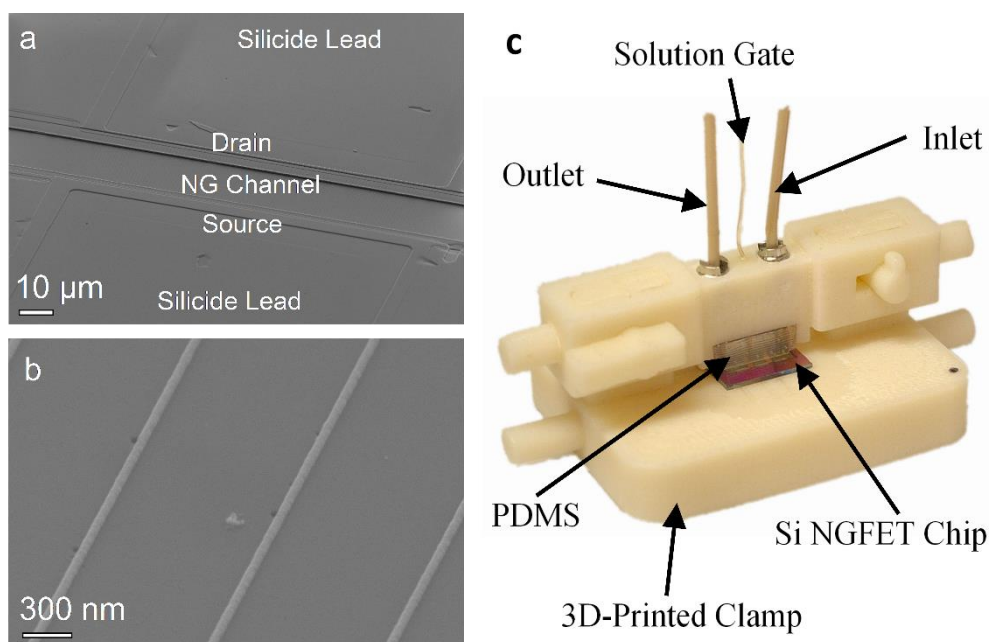 a
Silicide Lead
Drain
NG Channel
Source
Silicide Lead
10 µm
b
300 nm
c
Solution Gate
Inlet
Outlet
PDMS
Si NGFET Chip
3D-Printed Clamp